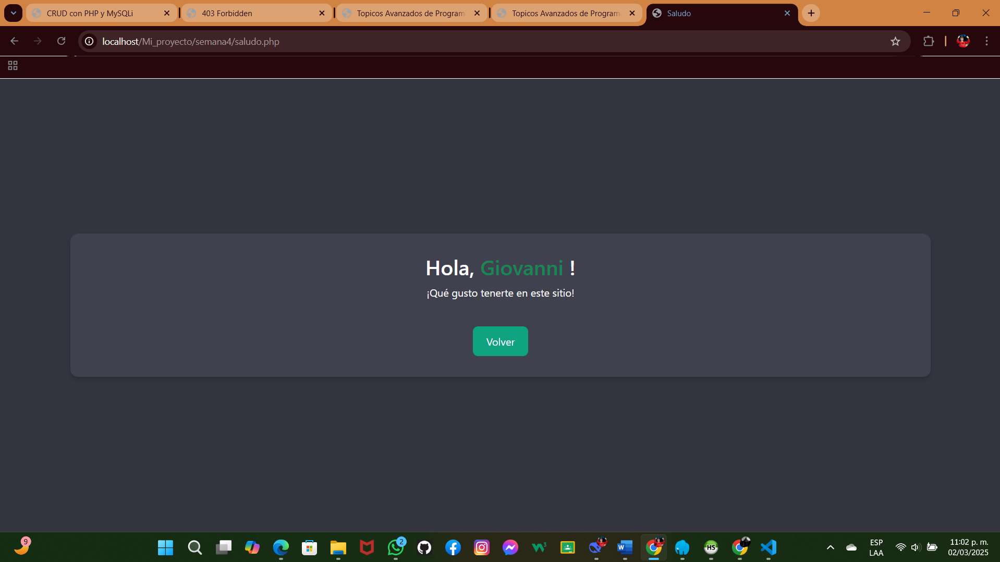 CRUD con PHP y MySQLi
403 Forbidden
Topicos Avanzados de Program
Topicos Avanzados de Program
Saludo
localhost/Mi_proyecto/semana4/saludo.php
Hola, Giovanni !
¡Qué gusto tenerte en este sitio!
Volver
9
2
W
HS
ESP
LAA
11:02 p. m.
02/03/2025